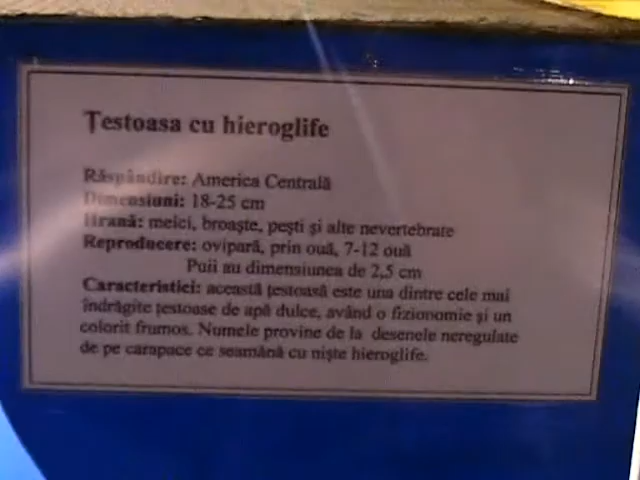 Țestoasa cu hieroglife
Răspândire: America Centrală
Dimensiuni: 18-25 cm
Hrană: melci, broaște, pești și alte nevertebrate
Reproducere: ovipară, prin ouă, 7-12 ouă
Puii au dimensiunea de 2,5 cm
Caracteristici: această țestoasă este una dintre cele mai
îndrăgite țestoase de apă dulce, având o fizionomie și un
colorit frumos. Numele provine de la desenele neregulate
de pe carapace ce seamănă cu niște hieroglife.